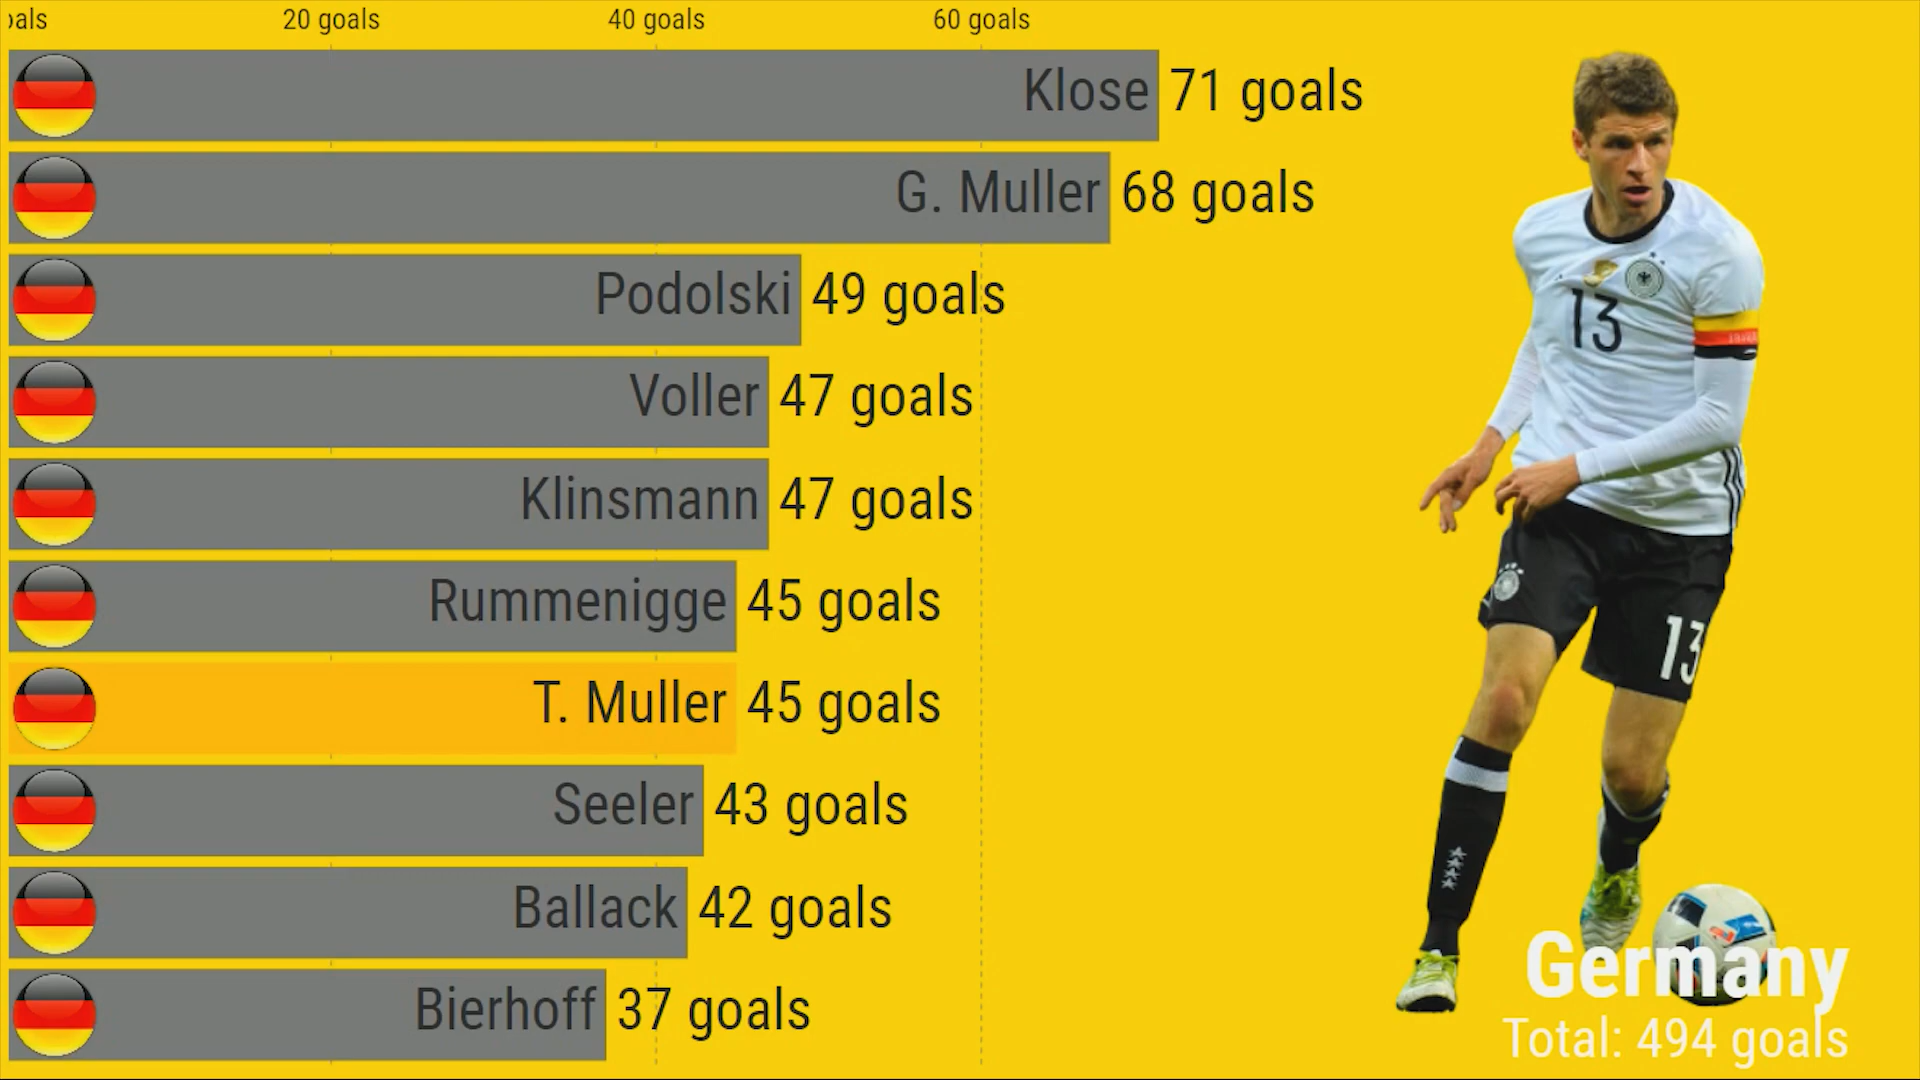 oals
20 goals
40 goals
60 goals
Klose 71 goals
G. Muller 68 goals
Podolski 49 goals
Voller 47 goals
Klinsmann 47 goals
Rummenigge 45 goals
T. Muller 45 goals
Seeler 43 goals
Ballack 42 goals
Bierhoff 37 goals
13
13
Germany
Total: 494 goals